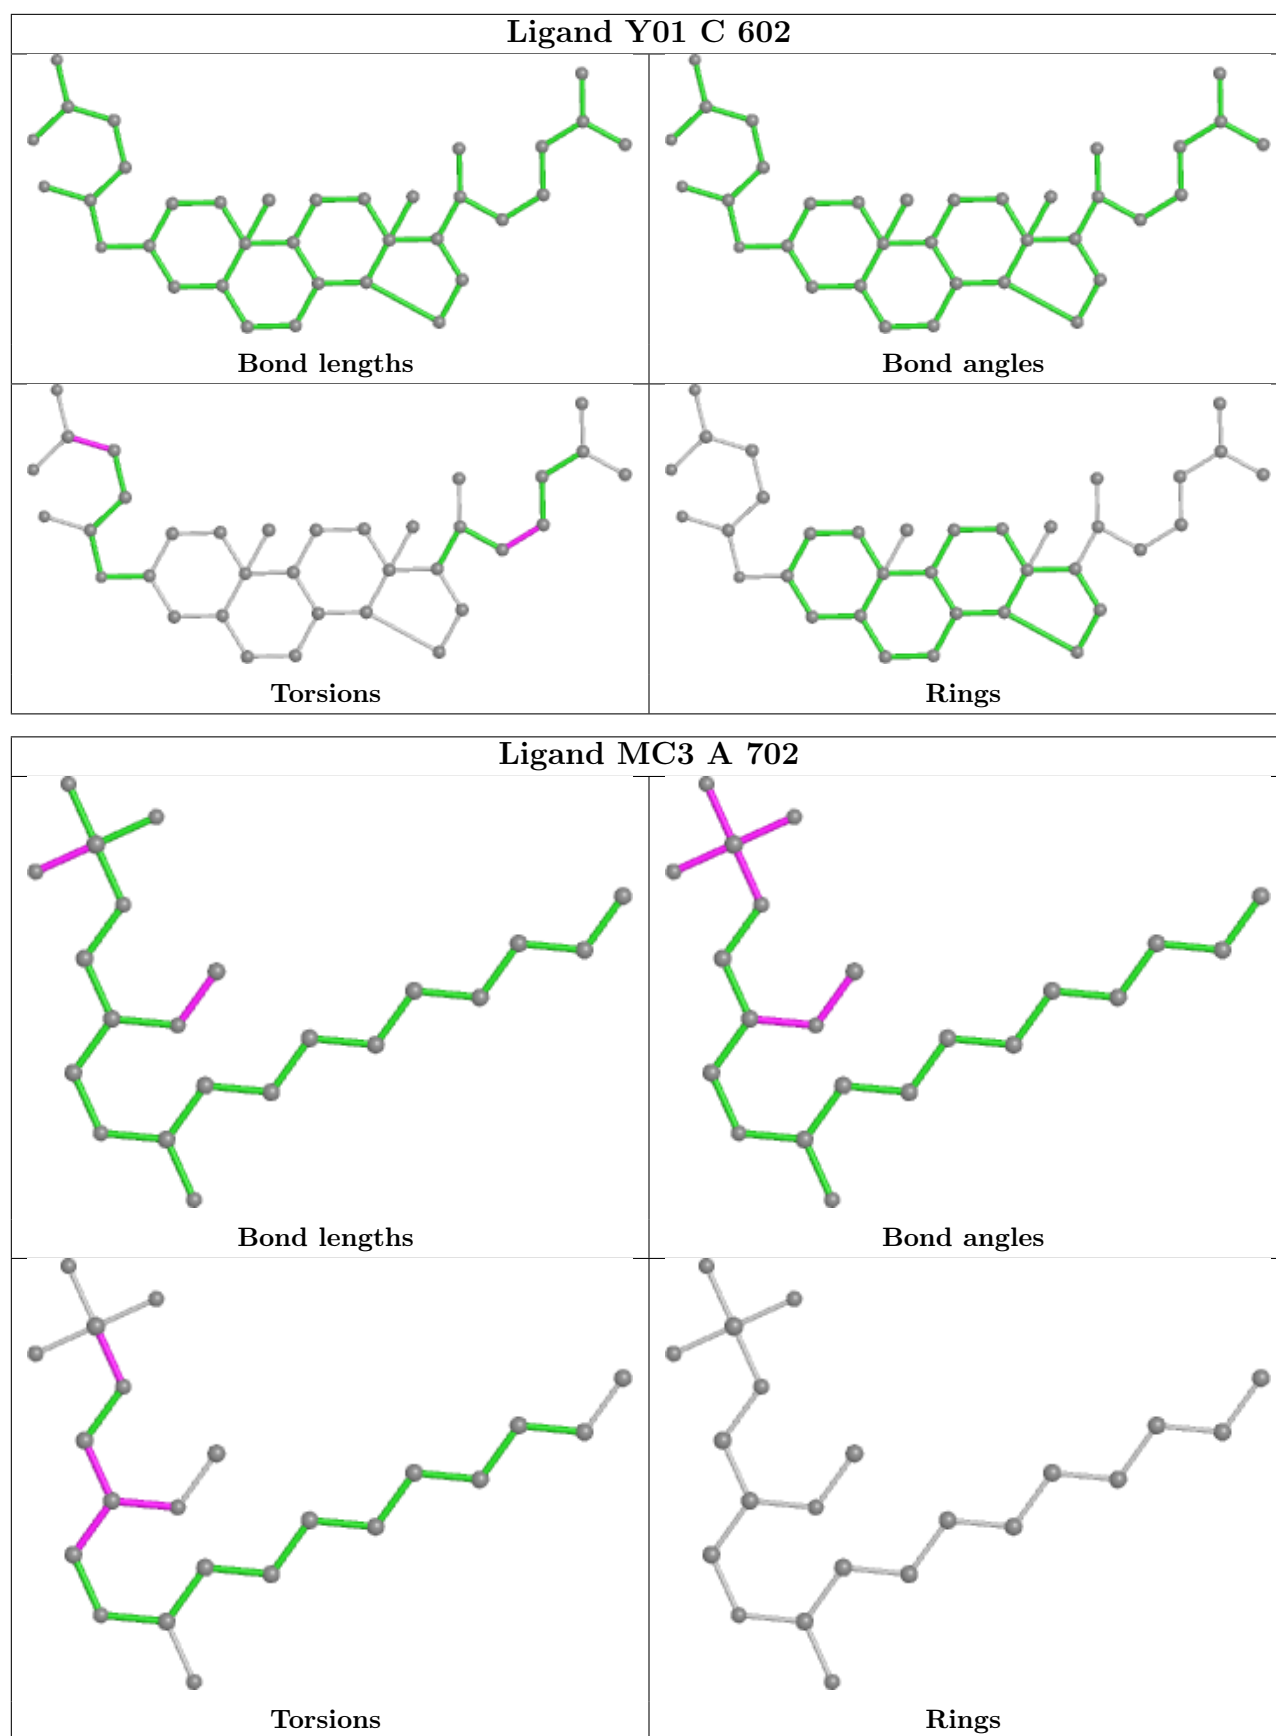 Ligand Y01 C 602
Bond lengths
Bond angles
Torsions
Rings
Ligand MC3 A 702
Bond lengths
Bond angles
Torsions
Rings